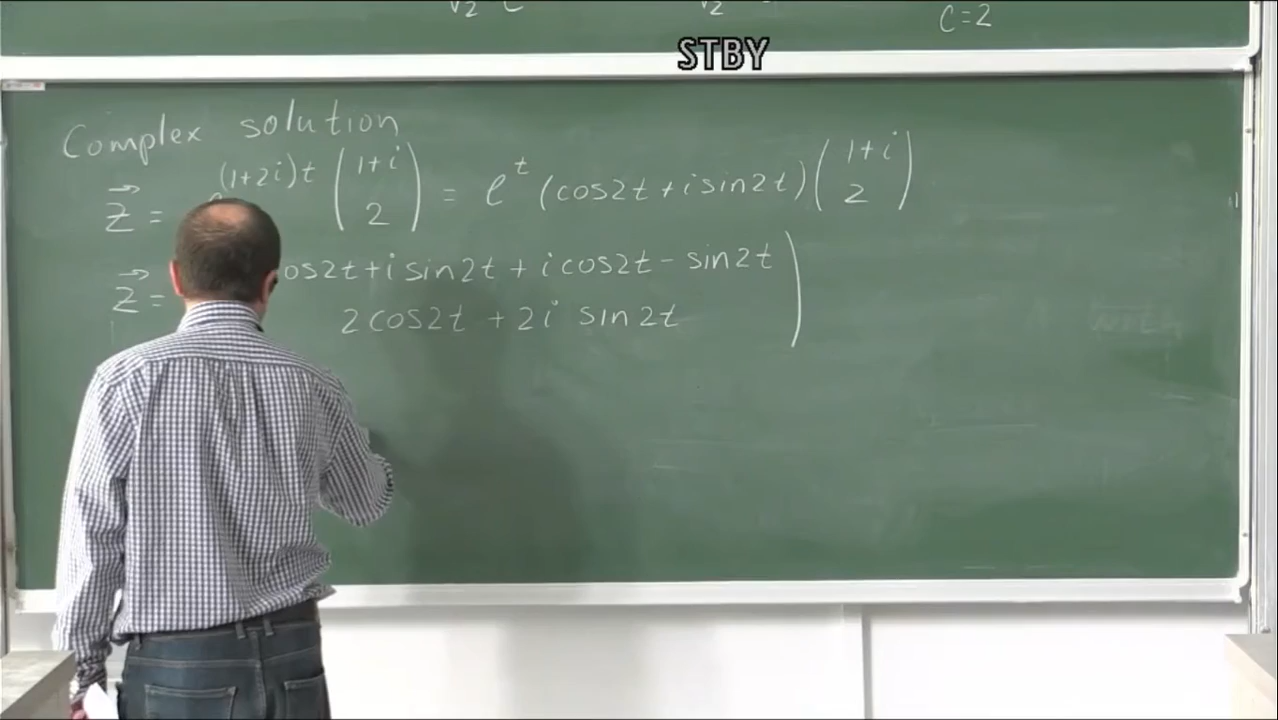 C=2
STBY
Complex solution
z⃗ = e^{(1+2i)t} (1+i 2) = e^t (cos2t + i sin2t) (1+i 2)
z⃗ = cos2t + i sin2t + i cos2t - sin2t
2cos2t + 2i sin2t